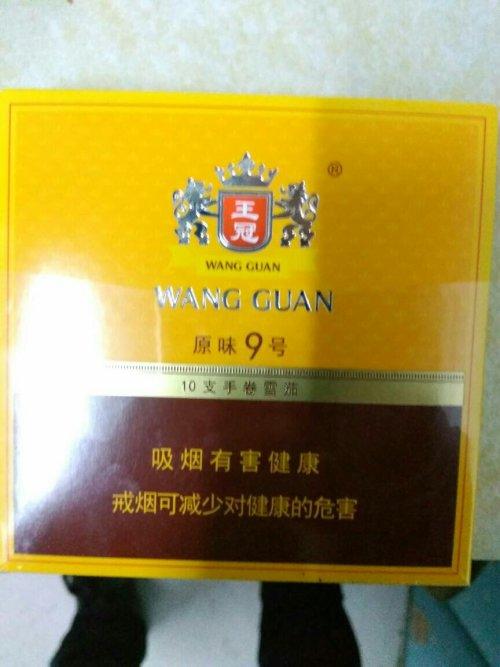 王
冠
®
WANG GUAN
WANG GUAN
原味9号
10支手卷雪茄
吸烟有害健康
戒烟可减少对健康的危害